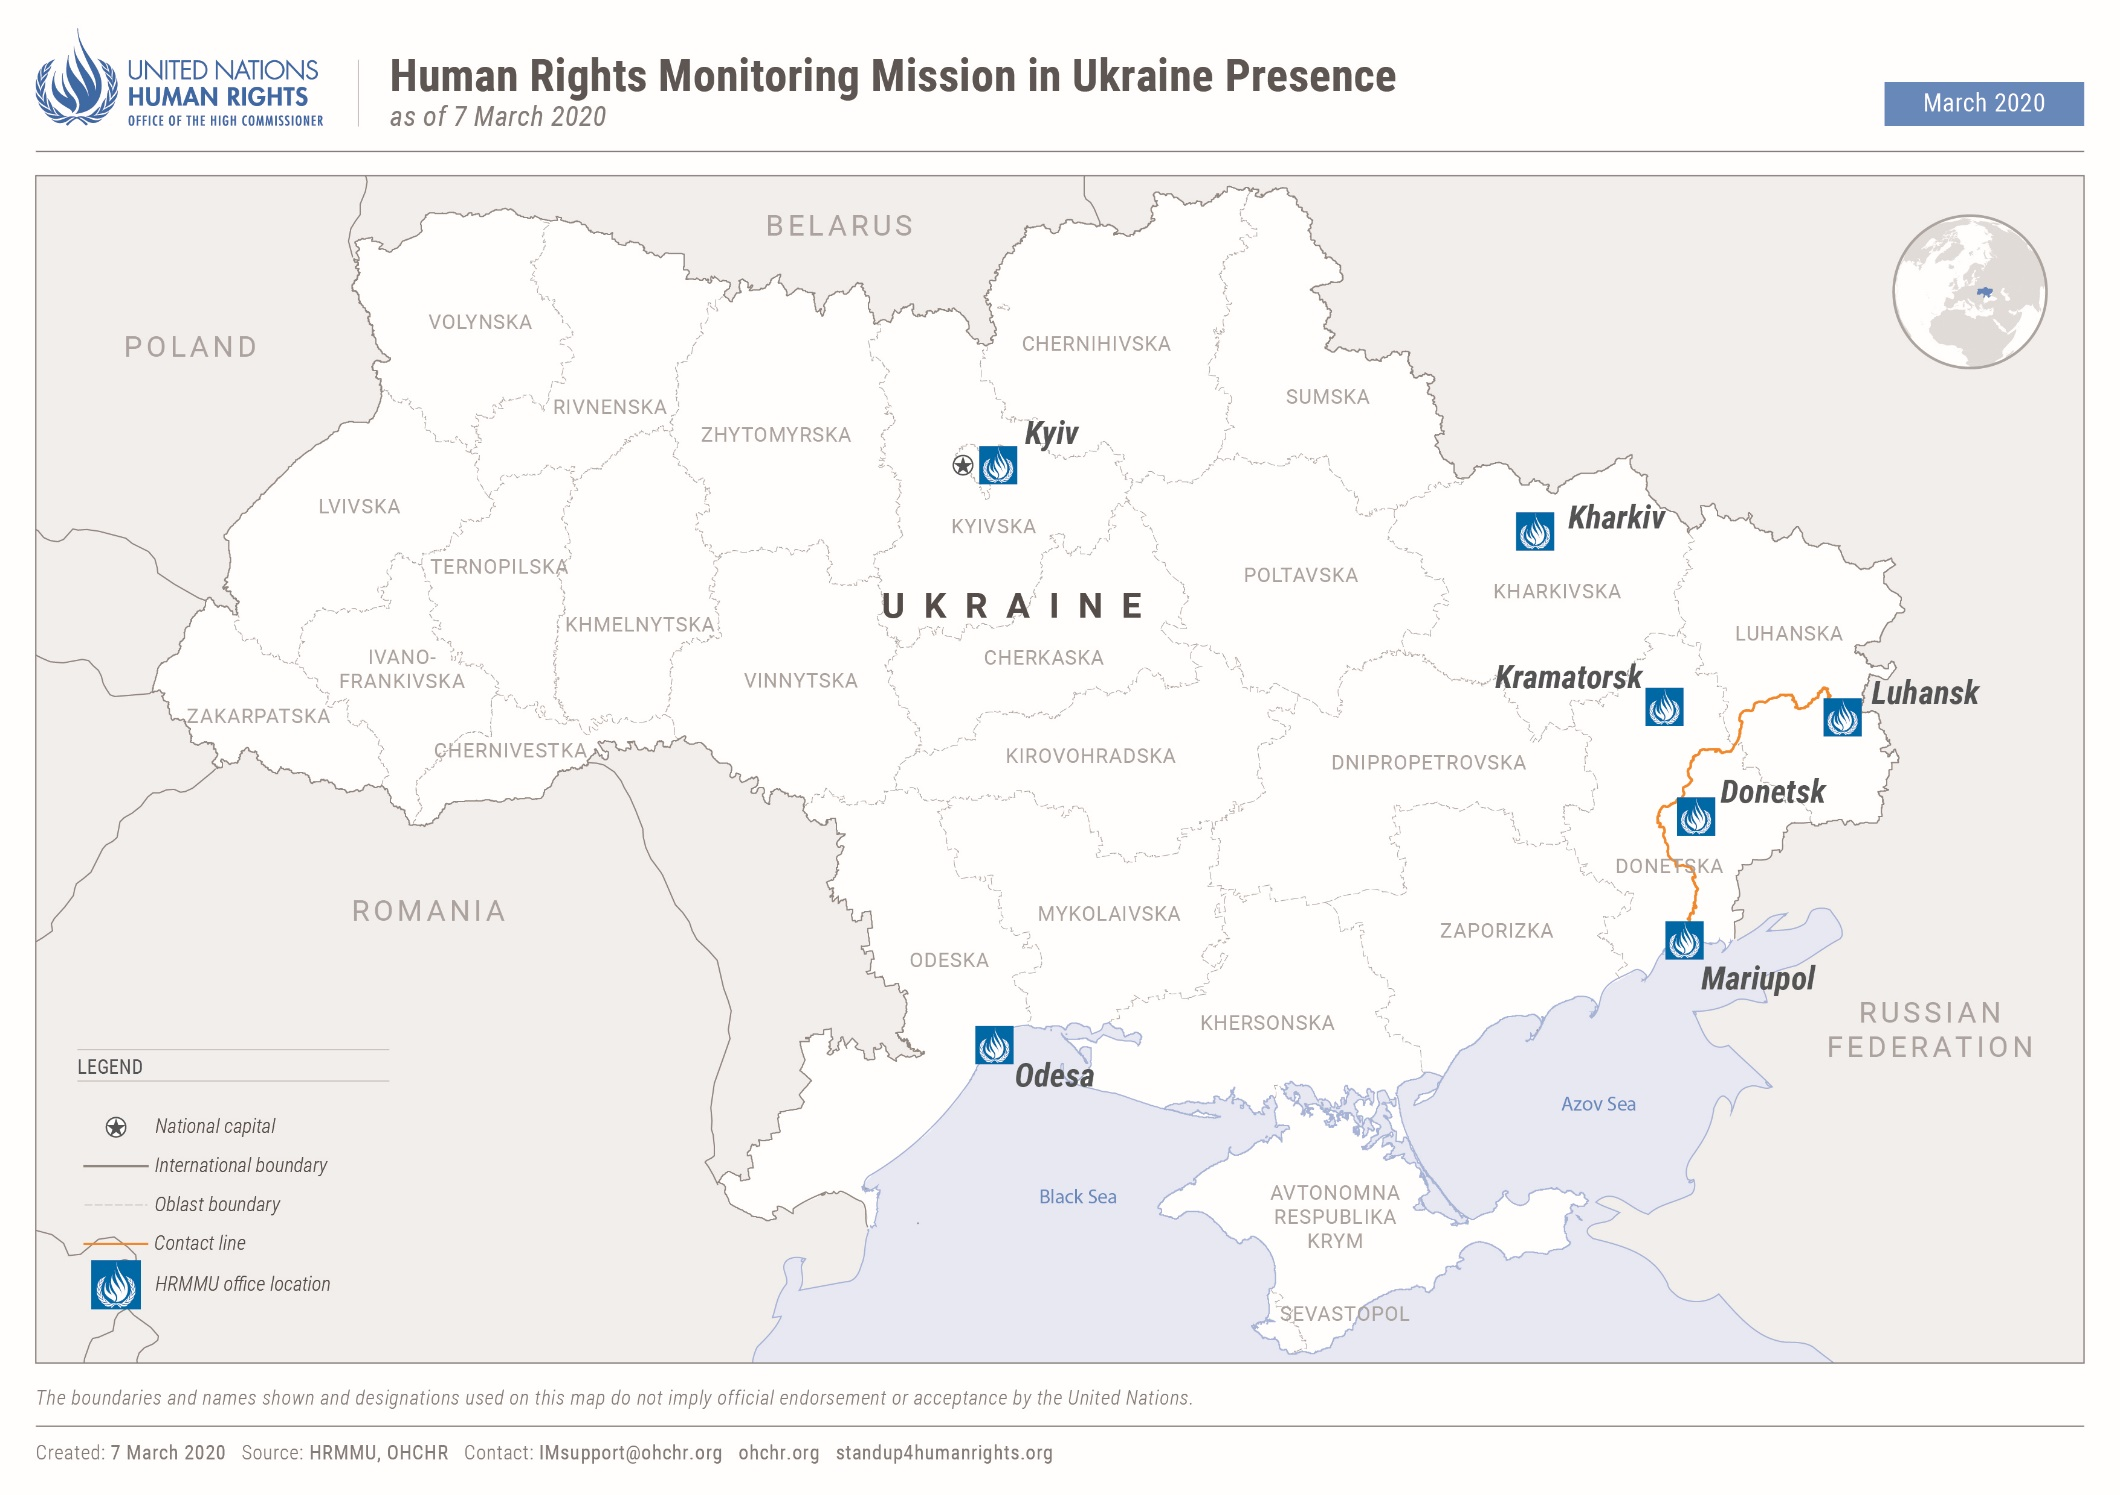 UNITED NATIONS
HUMAN RIGHTS
OFFICE OF THE HIGH COMMISSIONER
Human Rights Monitoring Mission in Ukraine Presence
as of 7 March 2020
March 2020
BELARUS
POLAND
VOLYNSKA
CHERNIHIVSKA
SUMSKA
RIVNENSKA
ZHYTOMYRSKA
Kyiv
LVIVSKA
KYIVSKA
Kharkiv
TERNOPILSKA
POLTAVSKA
KHARKIVSKA
UKRAINE
KHMELNYTSKA
LUHANSKA
IVANO-
FRANKIVSKA
CHERKASKA
VINNYTSKA
Kramatorsk
Luhansk
ZAKARPATSKA
CHERNIVESTKA
KIROVOHRADSKA
DNIPROPETROVSKA
Donetsk
DONETSKA
ROMANIA
MYKOLAIVSKA
ZAPORIZKA
ODESKA
Mariupol
KHERSONSKA
RUSSIAN
FEDERATION
Odesa
Azov Sea
Black Sea
AVTONOMNA
RESPUBLIKA
KRYM
SEVASTOPOL
LEGEND
National capital
International boundary
Oblast boundary
Contact line
HRMMU office location
The boundaries and names shown and designations used on this map do not imply official endorsement or acceptance by the United Nations.
Created: 7 March 2020 Source: HRMMU, OHCHR Contact: IMsupport@ohchr.org ohchr.org standup4humanrights.org